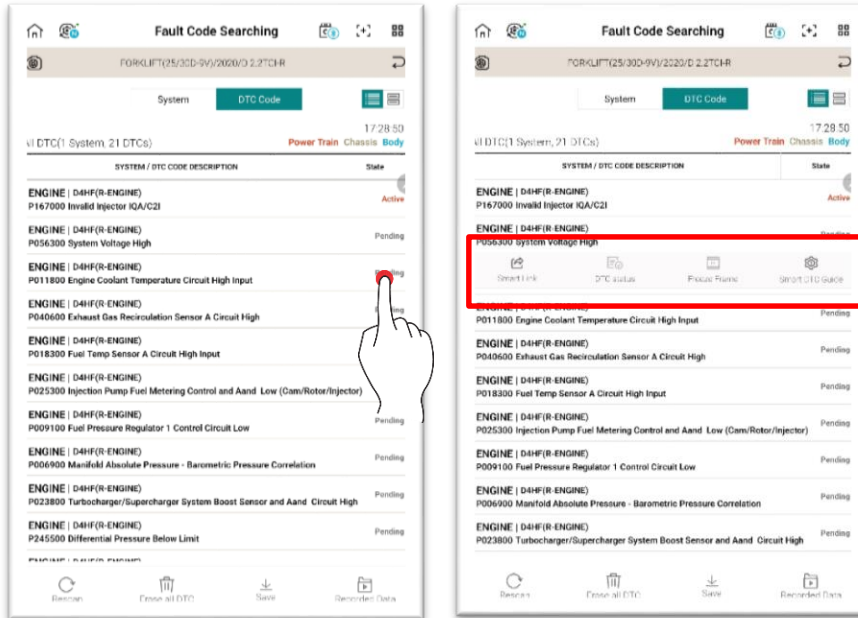 Fault Code Searching
FORKLIFT(25/30D-9V)/2020/D 2.2TCI-R
System
DTC Code
17:28:50
All DTC(1 System, 21 DTCs)
Power Train Chassis Body
SYSTEM / DTC CODE DESCRIPTION
State
ENGINE | D4HF(R-ENGINE)
P167000 Invalid Injector IQA/C2I
Active
ENGINE | D4HF(R-ENGINE)
P056300 System Voltage High
Pending
ENGINE | D4HF(R-ENGINE)
P011800 Engine Coolant Temperature Circuit High Input
ENGINE | D4HF(R-ENGINE)
P040600 Exhaust Gas Recirculation Sensor A Circuit High
ENGINE | D4HF(R-ENGINE)
P018300 Fuel Temp Sensor A Circuit High Input
ENGINE | D4HF(R-ENGINE)
P025300 Injection Pump Fuel Metering Control and Aand Low (Cam/Rotor/Injector)
ENGINE | D4HF(R-ENGINE)
P009100 Fuel Pressure Regulator 1 Control Circuit Low
Pending
ENGINE | D4HF(R-ENGINE)
P006900 Manifold Absolute Pressure - Barometric Pressure Correlation
Pending
ENGINE | D4HF(R-ENGINE)
P023800 Turbocharger/Supercharger System Boost Sensor and Aand Circuit High
Pending
ENGINE | D4HF(R-ENGINE)
P245500 Differential Pressure Below Limit
Pending
Rescan
Erase all DTC
Save
Recorded Data
Fault Code Searching
FORKLIFT(25/30D-9V)/2020/D 2.2TCI-R
System
DTC Code
17:28:50
All DTC(1 System, 21 DTCs)
Power Train Chassis Body
SYSTEM / DTC CODE DESCRIPTION
State
ENGINE | D4HF(R-ENGINE)
P167000 Invalid Injector IQA/C2I
Active
ENGINE | D4HF(R-ENGINE)
P056300 System Voltage High
Smart Link
DTC status
Freeze Frame
Smart DTC Guide
P011800 Engine Coolant Temperature Circuit High Input
Pending
ENGINE | D4HF(R-ENGINE)
P040600 Exhaust Gas Recirculation Sensor A Circuit High
Pending
ENGINE | D4HF(R-ENGINE)
P018300 Fuel Temp Sensor A Circuit High Input
Pending
ENGINE | D4HF(R-ENGINE)
P025300 Injection Pump Fuel Metering Control and Aand Low (Cam/Rotor/Injector)
Pending
ENGINE | D4HF(R-ENGINE)
P009100 Fuel Pressure Regulator 1 Control Circuit Low
Pending
ENGINE | D4HF(R-ENGINE)
P006900 Manifold Absolute Pressure - Barometric Pressure Correlation
Pending
ENGINE | D4HF(R-ENGINE)
P023800 Turbocharger/Supercharger System Boost Sensor and Aand Circuit High
Pending
Rescan
Erase all DTC
Save
Recorded Data